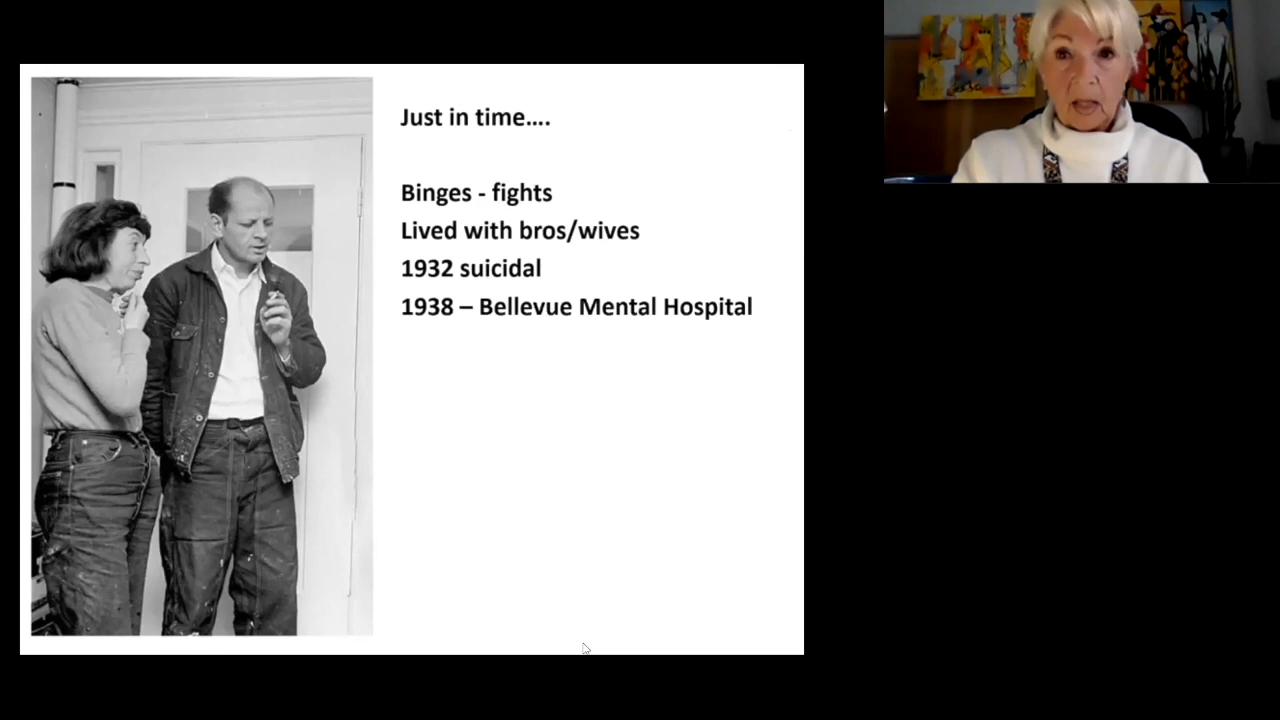 Just in time....
Binges - fights
Lived with bros/wives
1932 suicidal
1938 – Bellevue Mental Hospital